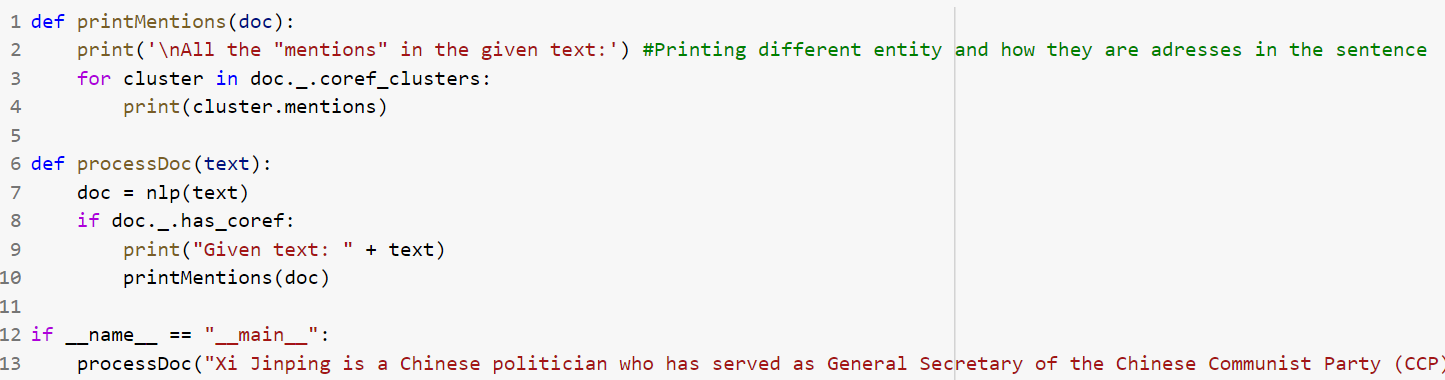 1 def printMentions(doc):
2     print('\nAll the "mentions" in the given text:') #Printing different entity and how they are adresses in the sentence
3     for cluster in doc._.coref_clusters:
4         print(cluster.mentions)
5
6 def processDoc(text):
7     doc = nlp(text)
8     if doc._.has_coref:
9         print("Given text: " + text)
10         printMentions(doc)
11
12 if __name__ == "__main__":
13     processDoc("Xi Jinping is a Chinese politician who has served as General Secretary of the Chinese Communist Party (CCP)